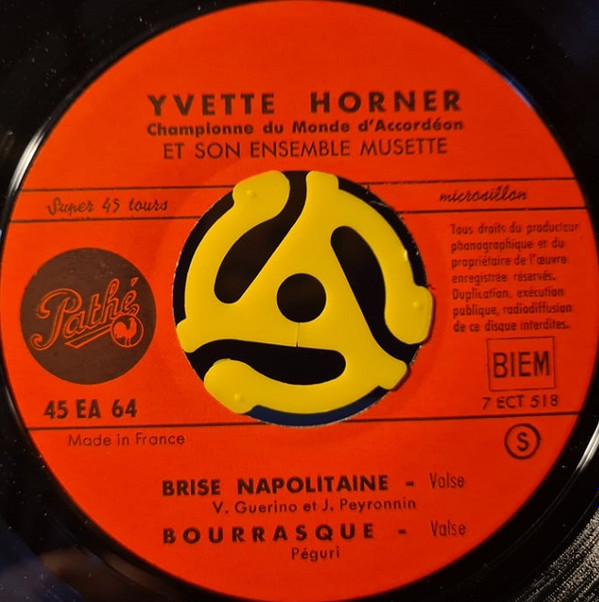 YVETTE HORNER
Championne du Monde d'Accordéon
ET SON ENSEMBLE MUSETTE
Super 45 tours
microsillon
Tous droits du producteur
phonographique et du
propriétaire de l'œuvre
enregistrée réservés.
Duplication, exécution
publique, radiodiffusion
de ce disque interdites.
Pathé
BIEM
45 EA 64
7 ECT 518
Made in France
S
BRISE NAPOLITAINE - Valse
V. Guerino et J. Peyronnin
BOURRASQUE - Valse
Péguri